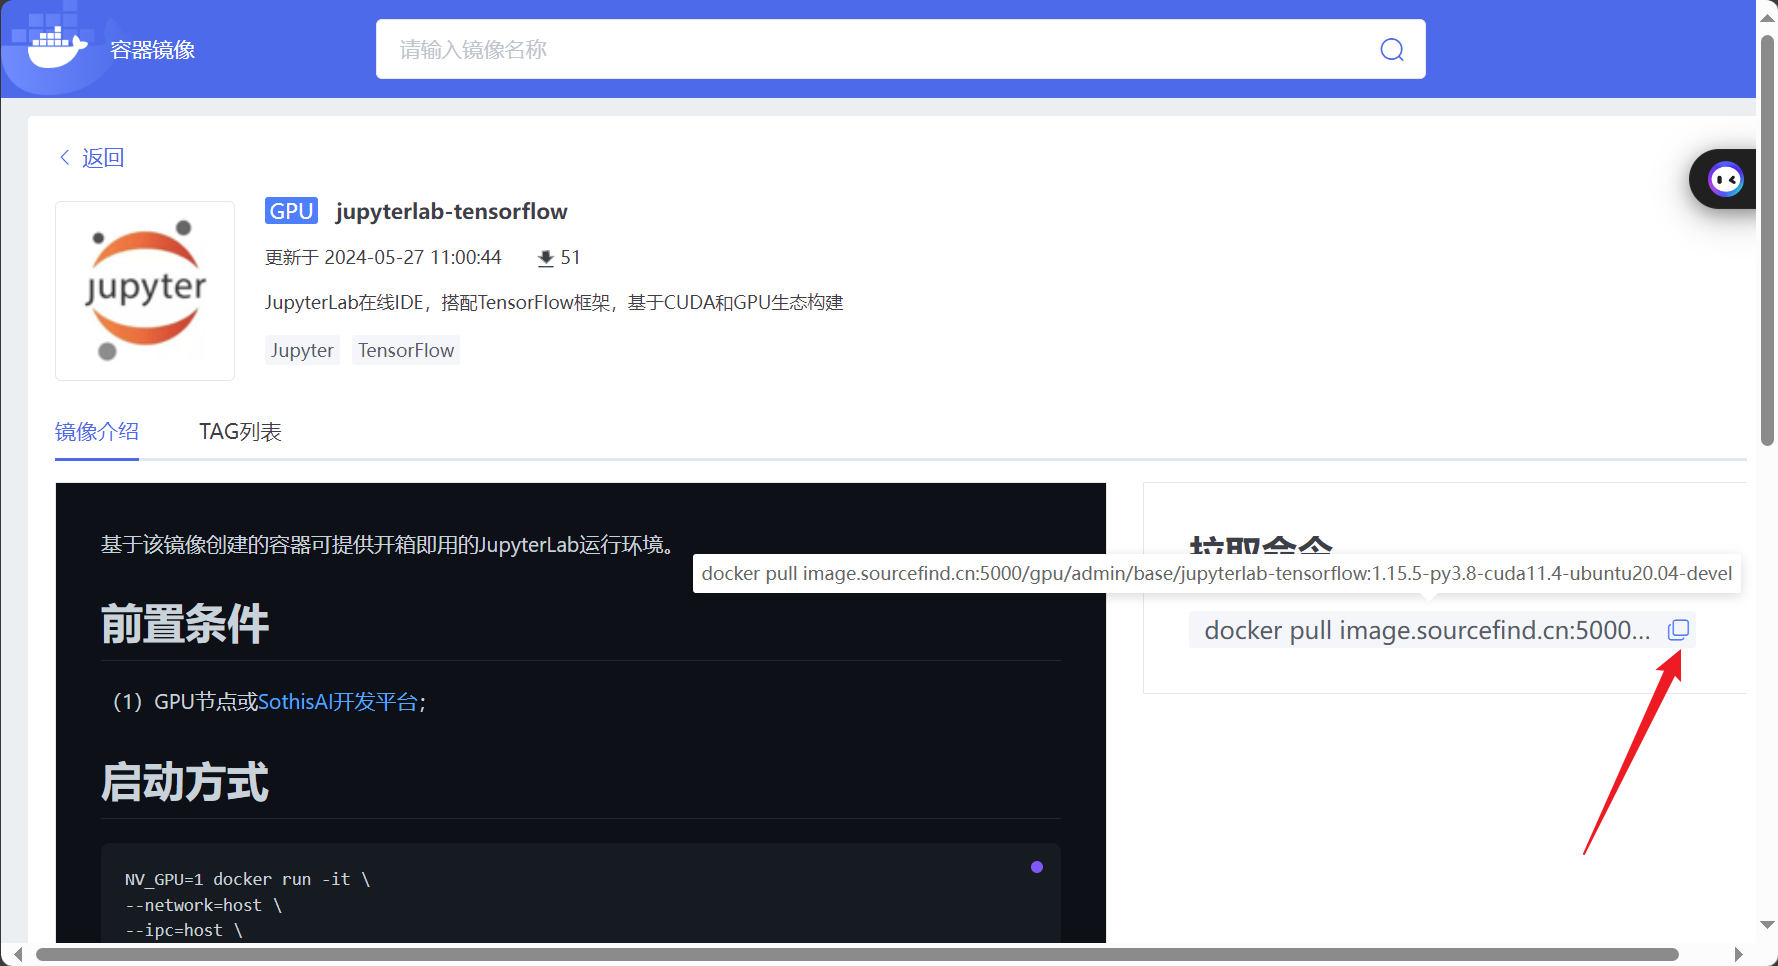 容器镜像
请输入镜像名称
返回
jupyter
GPU jupyterlab-tensorflow
更新于 2024-05-27 11:00:44 51
JupyterLab在线IDE，搭配TensorFlow框架，基于CUDA和GPU生态构建
Jupyter TensorFlow
镜像介绍 TAG列表
基于该镜像创建的容器可提供开箱即用的JupyterLab运行环境。
前置条件
（1）GPU节点或SothisAI开发平台；
启动方式
NV_GPU=1 docker run -it \
--network=host \
--ipc=host \
拉取命令
docker pull image.sourcefind.cn:5000/gpu/admin/base/jupyterlab-tensorflow:1.15.5-py3.8-cuda11.4-ubuntu20.04-devel
docker pull image.sourcefind.cn:5000...